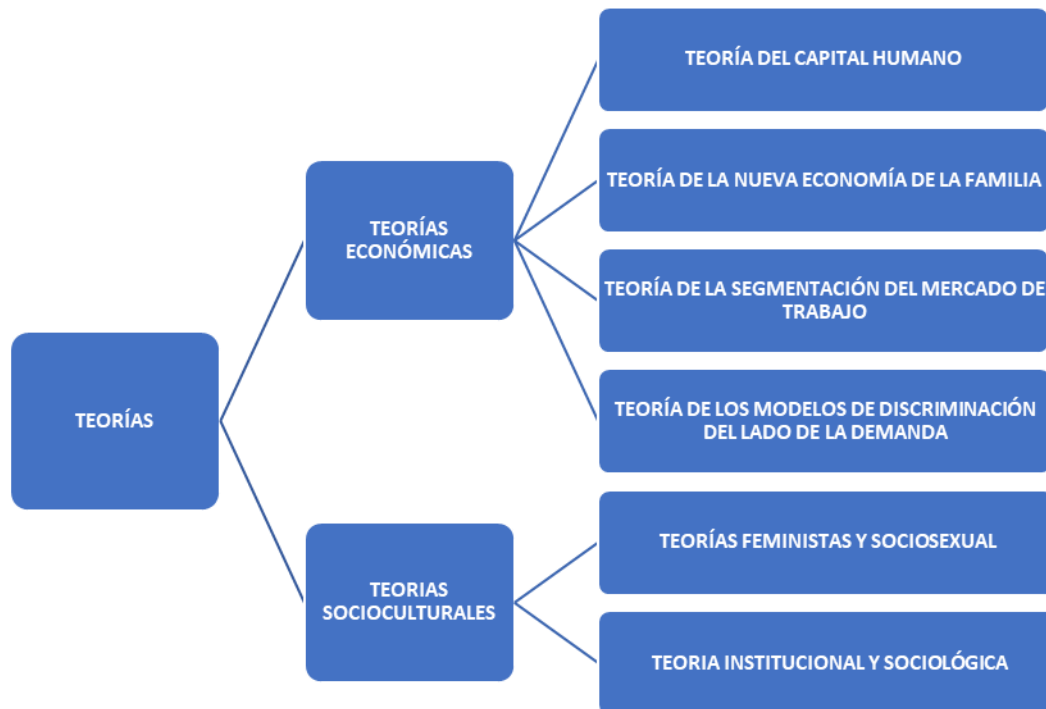 TEORÍAS
TEORÍAS
ECONÓMICAS
TEORÍA DEL CAPITAL HUMANO
TEORÍA DE LA NUEVA ECONOMÍA DE LA FAMILIA
TEORÍA DE LA SEGMENTACIÓN DEL MERCADO DE
TRABAJO
TEORÍA DE LOS MODELOS DE DISCRIMINACIÓN
DEL LADO DE LA DEMANDA
TEORIAS
SOCIOCULTURALES
TEORÍAS FEMINISTAS Y SOCIOSEXUAL
TEORIA INSTITUCIONAL Y SOCIOLÓGICA